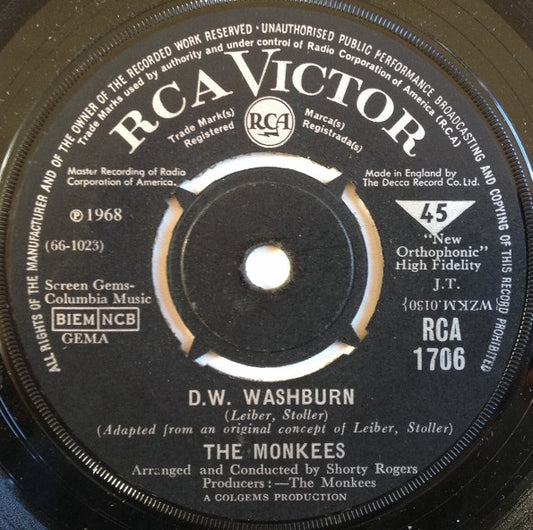 ALL RIGHTS OF THE MANUFACTURER AND OF THE OWNER OF THE RECORDED WORK RESERVED · UNAUTHORISED PUBLIC PERFORMANCE BROADCASTING AND COPYING OF THIS RECORD PROHIBITED
Trade Marks used by authority and under control of Radio Corporation of America (R.C.A.)
RCA VICTOR
Trade Mark(s)
Registered
RCA
Marca(s)
Registrada(s)
Master Recording of Radio
Corporation of America.
Made in England by
The Decca Record Co. Ltd.
℗ 1968
(66-1023)
45
"New
Orthophonic"
High Fidelity
J.T.
{WZKM.0130}
Screen Gems-
Columbia Music
BIEM NCB
GEMA
RCA
1706
D.W. WASHBURN
(Leiber, Stoller)
(Adapted from an original concept of Leiber, Stoller)
THE MONKEES
Arranged and Conducted by Shorty Rogers
Producers :—The Monkees
A COLGEMS PRODUCTION